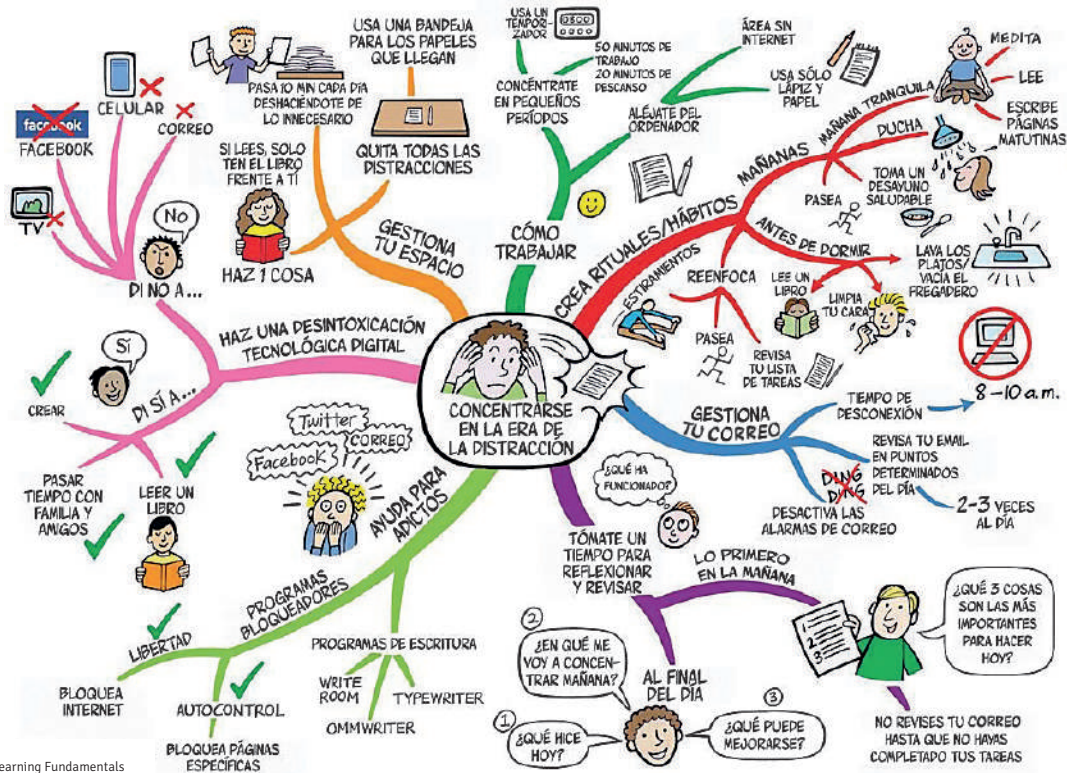 CONCENTRARSE
EN LA ERA DE
LA DISTRACCIÓN
CÓMO
TRABAJAR
CONCÉNTRATE
EN PEQUEÑOS
PERÍODOS
USA UN
TEMPOR-
ZADOR
50 MINUTOS DE
TRABAJO
20 MINUTOS DE
DESCANSO
ALÉJATE DEL
ORDENADOR
ÁREA SIN
INTERNET
USA SÓLO
LÁPIZ Y
PAPEL
CREA RITUALES/HÁBITOS
MAÑANAS
MAÑANA TRANQUILA
MEDITA
LEE
ESCRIBE
PÁGINAS
MATUTINAS
DUCHA
TOMA UN
DESAYUNO
SALUDABLE
PASEA
ANTES DE DORMIR
LAVA LOS
PLATOS/
VACÍA EL
FREGADERO
LEE UN
LIBRO
LIMPIA
TU CARA
REENFOCA
PASEA
REVISA
TU LISTA
DE TAREAS
ESTIRAMIENTOS
GESTIONA
TU CORREO
TIEMPO DE
DESCONEXIÓN
8-10 a.m.
REVISA TU EMAIL
EN PUNTOS
DETERMINADOS
DEL DÍA
2-3 VECES
AL DÍA
DING
DING
DESACTIVA LAS
ALARMAS DE CORREO
¿QUÉ HA
FUNCIONADO?
TÓMATE UN
TIEMPO PARA
REFLEXIONAR
Y REVISAR
LO PRIMERO
EN LA MAÑANA
1
2
3
¿QUÉ 3 COSAS
SON LAS MÁS
IMPORTANTES
PARA HACER
HOY?
NO REVISES TU CORREO
HASTA QUE NO HAYAS
COMPLETADO TUS TAREAS
AL FINAL
DEL DÍA
1
¿QUÉ HICE
HOY?
2
¿EN QUÉ ME
VOY A CONCEN-
TRAR MAÑANA?
3
¿QUÉ PUEDE
MEJORARSE?
AYUDA PARA
ADICTOS
Twitter
CORREO
Facebook
PROGRAMAS
BLOQUEADORES
LIBERTAD
BLOQUEA
INTERNET
AUTOCONTROL
BLOQUEA PÁGINAS
ESPECÍFICAS
PROGRAMAS DE ESCRITURA
WRITE
ROOM
OMMWRITER
TYPEWRITER
HAZ UNA DESINTOXICACIÓN
TECNOLÓGICA DIGITAL
DI NO A...
No
TV
facebook
FACEBOOK
CELULAR
CORREO
DI SÍ A...
Sí
CREAR
PASAR
TIEMPO CON
FAMILIA Y
AMIGOS
LEER UN
LIBRO
GESTIONA
TU ESPACIO
PASA 10 MIN CADA DÍA
DESHACIÉNDOTE DE
LO INNECESARIO
USA UNA BANDEJA
PARA LOS PAPELES
QUE LLEGAN
QUITA TODAS LAS
DISTRACCIONES
SI LEES, SOLO
TEN EL LIBRO
FRENTE A TÍ
HAZ 1 COSA
earning Fundamentals